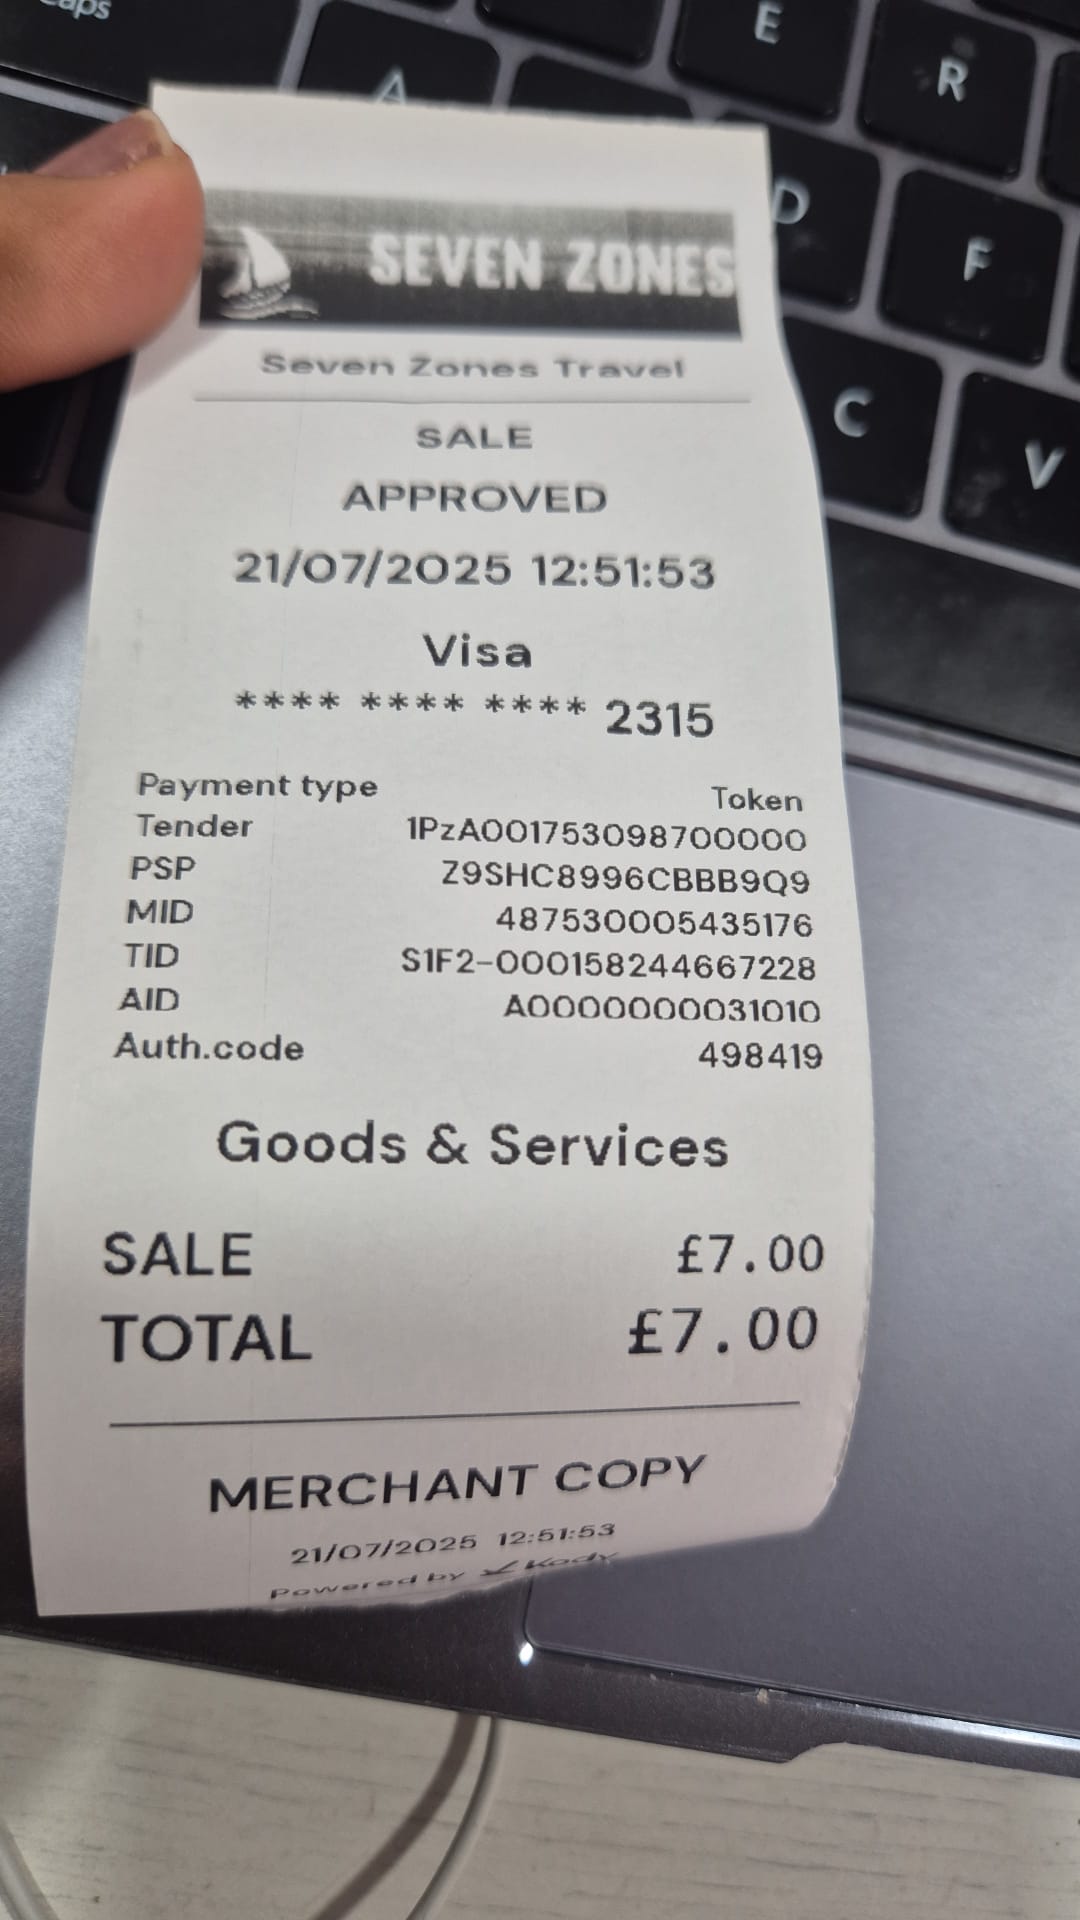 caps
E
R
A
D
F
C
V
SEVEN ZONES
Seven Zones Travel
SALE
APPROVED
21/07/2025 12:51:53
Visa
**** **** **** 2315
Payment type Token
Tender 1PzA001753098700000
PSP Z9SHC8996CBBB9Q9
MID 487530005435176
TID S1F2-000158244667228
AID A0000000031010
Auth.code 498419
Goods & Services
SALE £7.00
TOTAL £7.00
MERCHANT COPY
21/07/2025 12:51:53
Powered by Kody